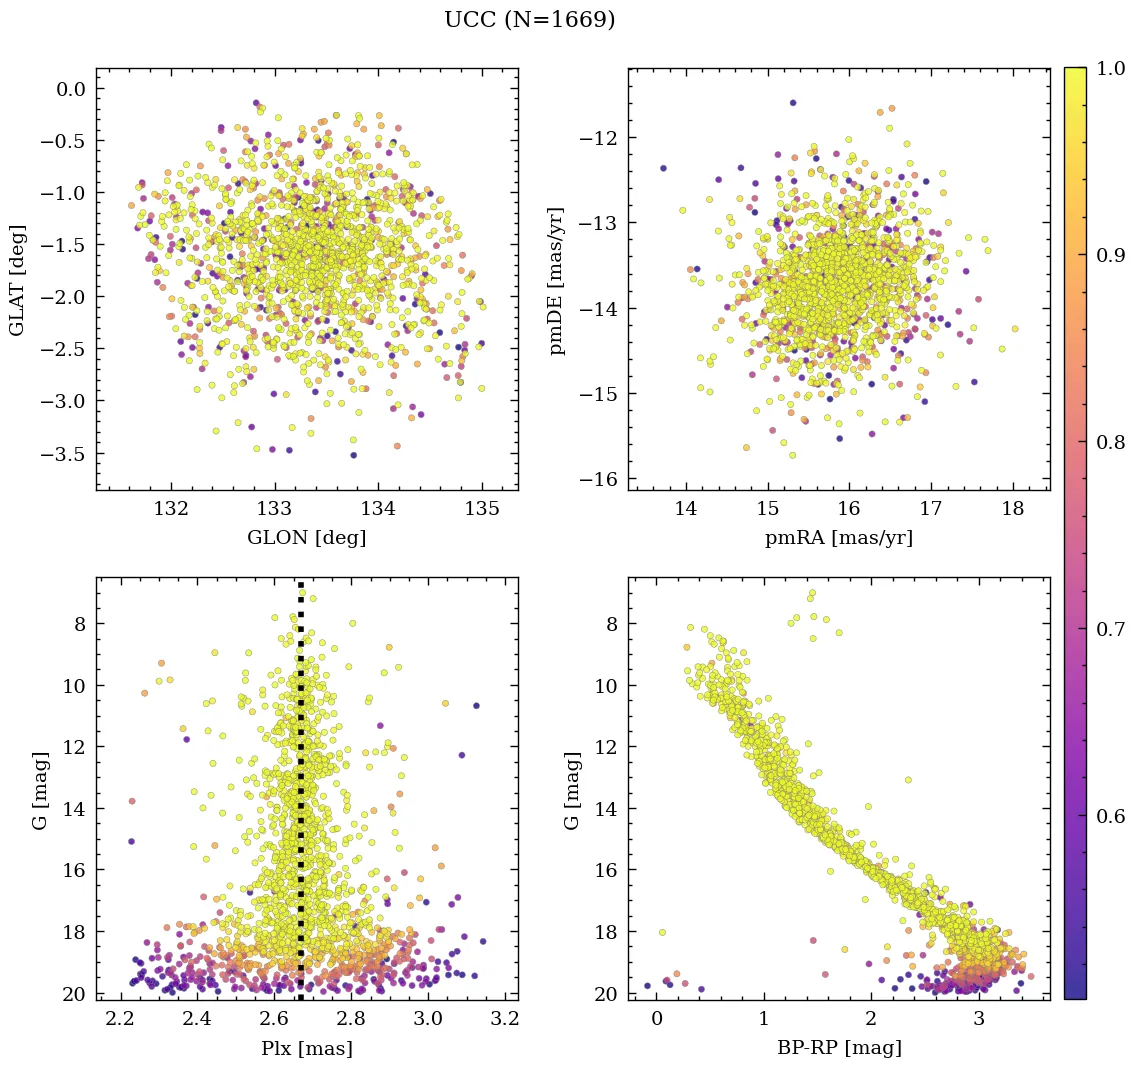 UCC (N=1669)
0.0
−0.5
−1.0
−1.5
−2.0
−2.5
−3.0
−3.5
GLAT [deg]
132 133 134 135
GLON [deg]
−12
−13
−14
−15
−16
pmDE [mas/yr]
14 15 16 17 18
pmRA [mas/yr]
1.0
0.9
0.8
0.7
0.6
8
10
12
14
16
18
20
G [mag]
2.2 2.4 2.6 2.8 3.0 3.2
Plx [mas]
8
10
12
14
16
18
20
G [mag]
0 1 2 3
BP-RP [mag]